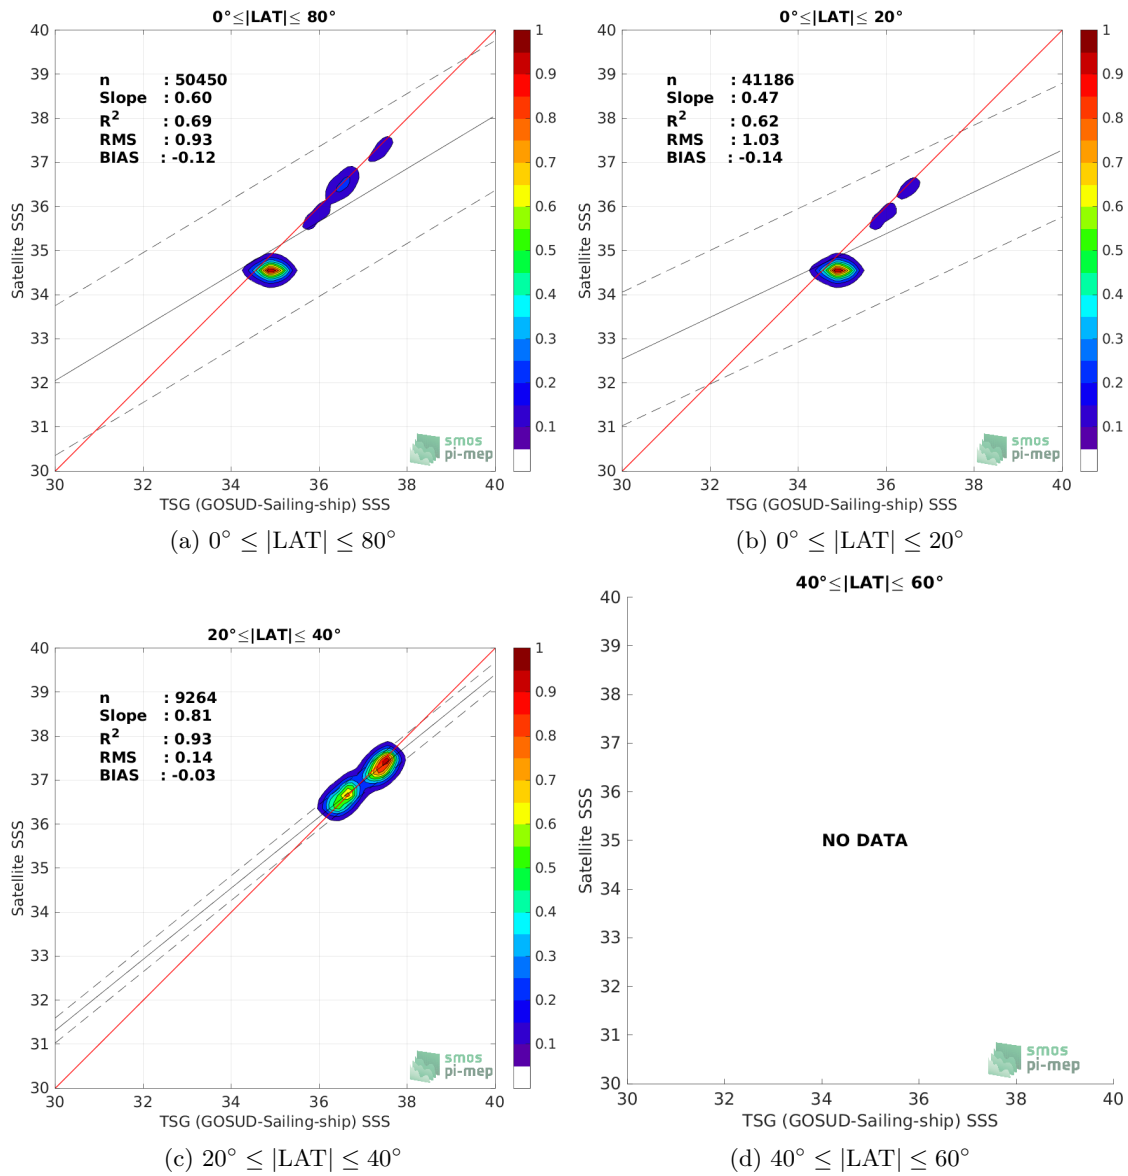 0°≤|LAT|≤ 80°
40
39
38
37
36
35
34
33
32
31
30
n : 50450
Slope : 0.60
R² : 0.69
RMS : 0.93
BIAS : -0.12
Satellite SSS
smos
pi-mep
30 32 34 36 38 40
TSG (GOSUD-Sailing-ship) SSS
1
0.9
0.8
0.7
0.6
0.5
0.4
0.3
0.2
0.1
(a) 0° ≤ |LAT| ≤ 80°
0°≤|LAT|≤ 20°
40
39
38
37
36
35
34
33
32
31
30
n : 41186
Slope : 0.47
R² : 0.62
RMS : 1.03
BIAS : -0.14
Satellite SSS
smos
pi-mep
30 32 34 36 38 40
TSG (GOSUD-Sailing-ship) SSS
1
0.9
0.8
0.7
0.6
0.5
0.4
0.3
0.2
0.1
(b) 0° ≤ |LAT| ≤ 20°
20°≤|LAT|≤ 40°
40
39
38
37
36
35
34
33
32
31
30
n : 9264
Slope : 0.81
R² : 0.93
RMS : 0.14
BIAS : -0.03
Satellite SSS
smos
pi-mep
30 32 34 36 38 40
TSG (GOSUD-Sailing-ship) SSS
1
0.9
0.8
0.7
0.6
0.5
0.4
0.3
0.2
0.1
(c) 20° ≤ |LAT| ≤ 40°
40°≤|LAT|≤ 60°
40
39
38
37
36
35
34
33
32
31
30
Satellite SSS
NO DATA
smos
pi-mep
30 32 34 36 38 40
TSG (GOSUD-Sailing-ship) SSS
(d) 40° ≤ |LAT| ≤ 60°